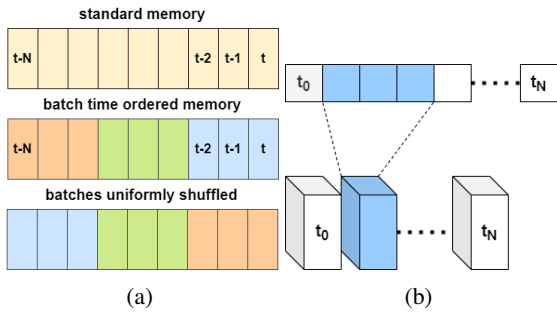 standard memory
t-N t-2 t-1 t
batch time ordered memory
t-N t-2 t-1 t
batches uniformly shuffled
(a)
t0 tN
t0 tN
(b)